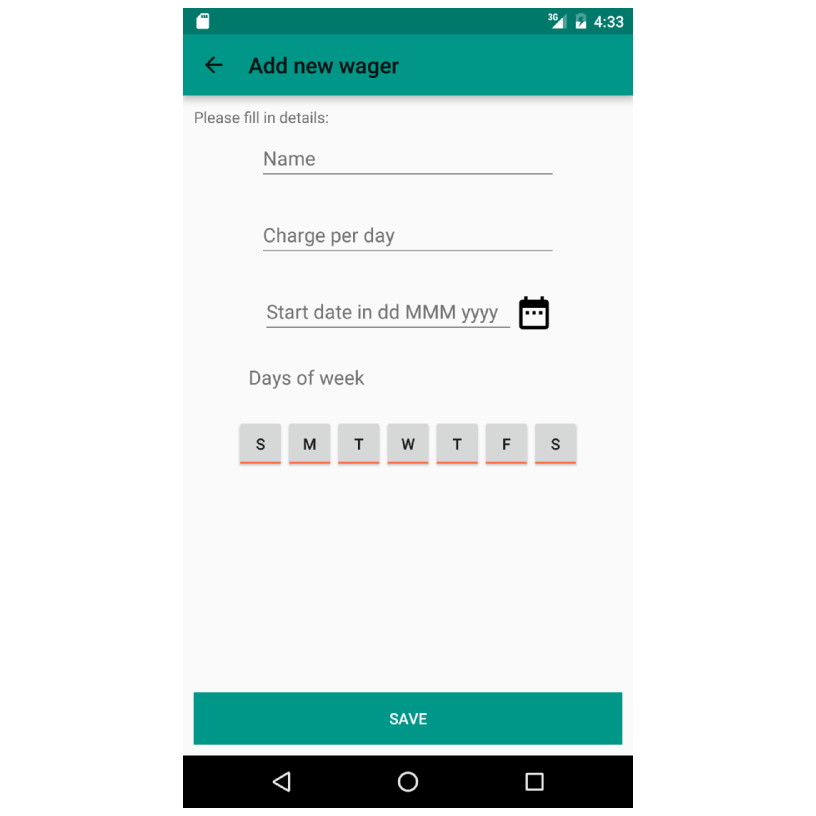 3G 4:33
Add new wager
Please fill in details:
Name
Charge per day
Start date in dd MMM yyyy
Days of week
S M T W T F S
SAVE